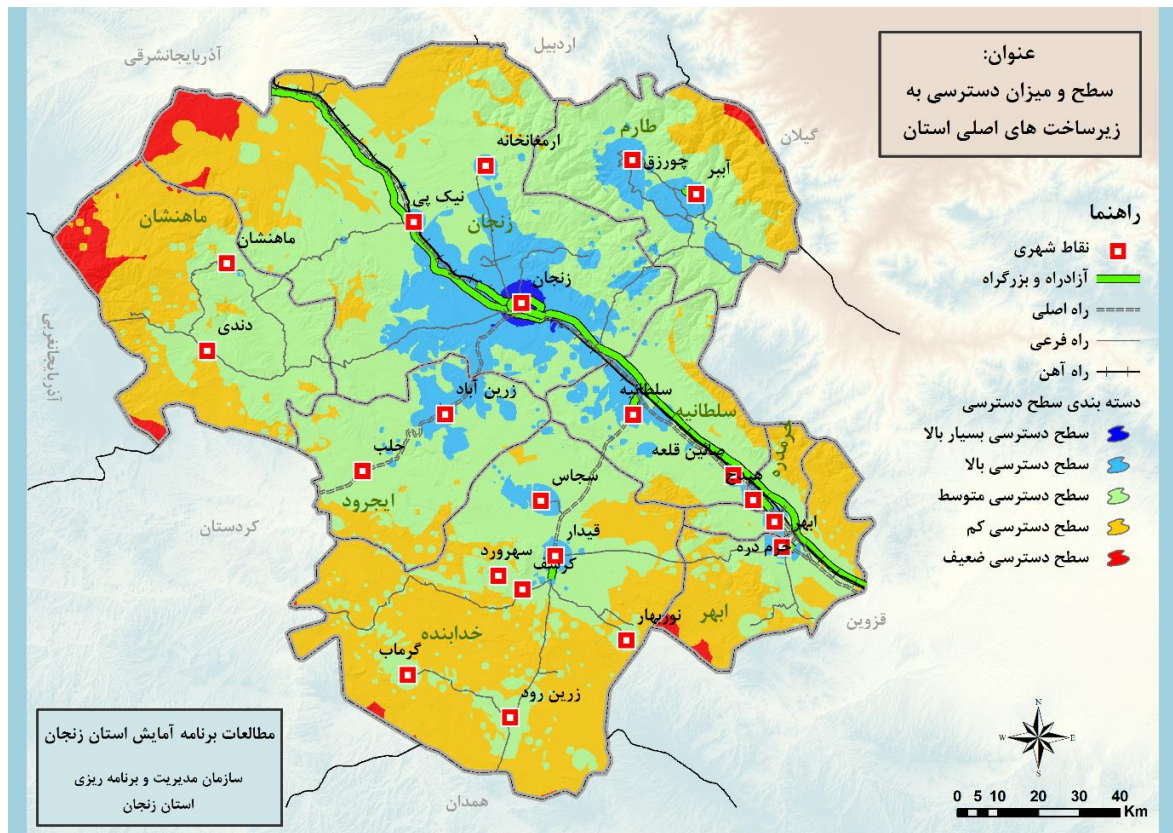 عنوان:
سطح و میزان دسترسی به
زیرساخت های اصلی استان
راهنما
نقاط شهری
آزادراه و بزرگراه
راه اصلی
راه فرعی
راه آهن
دسته بندی سطح دسترسی
سطح دسترسی بسیار بالا
سطح دسترسی بالا
سطح دسترسی متوسط
سطح دسترسی کم
سطح دسترسی ضعیف
اردبیل
آذربایجانشرقی
گیلان
طارم
ارمغانخانه
چورزق
آببر
نیک پی
زنجان
ماهنشان
ماهنشان
زنجان
دندی
آذربایجانغربی
سلطانیه
سلطانیه
زرین آباد
خرمدره
صائین قلعه
حلب
هیدج
ایجرود
سجاس
ابهر
کردستان
قیدار
خرم دره
سهرورد
کرسف
ابهر
قزوین
نوربهار
خدابنده
گرماب
زرین رود
همدان
مطالعات برنامه آمایش استان زنجان
سازمان مدیریت و برنامه ریزی
استان زنجان
N
W E
S
0 5 10 20 30 40
Km